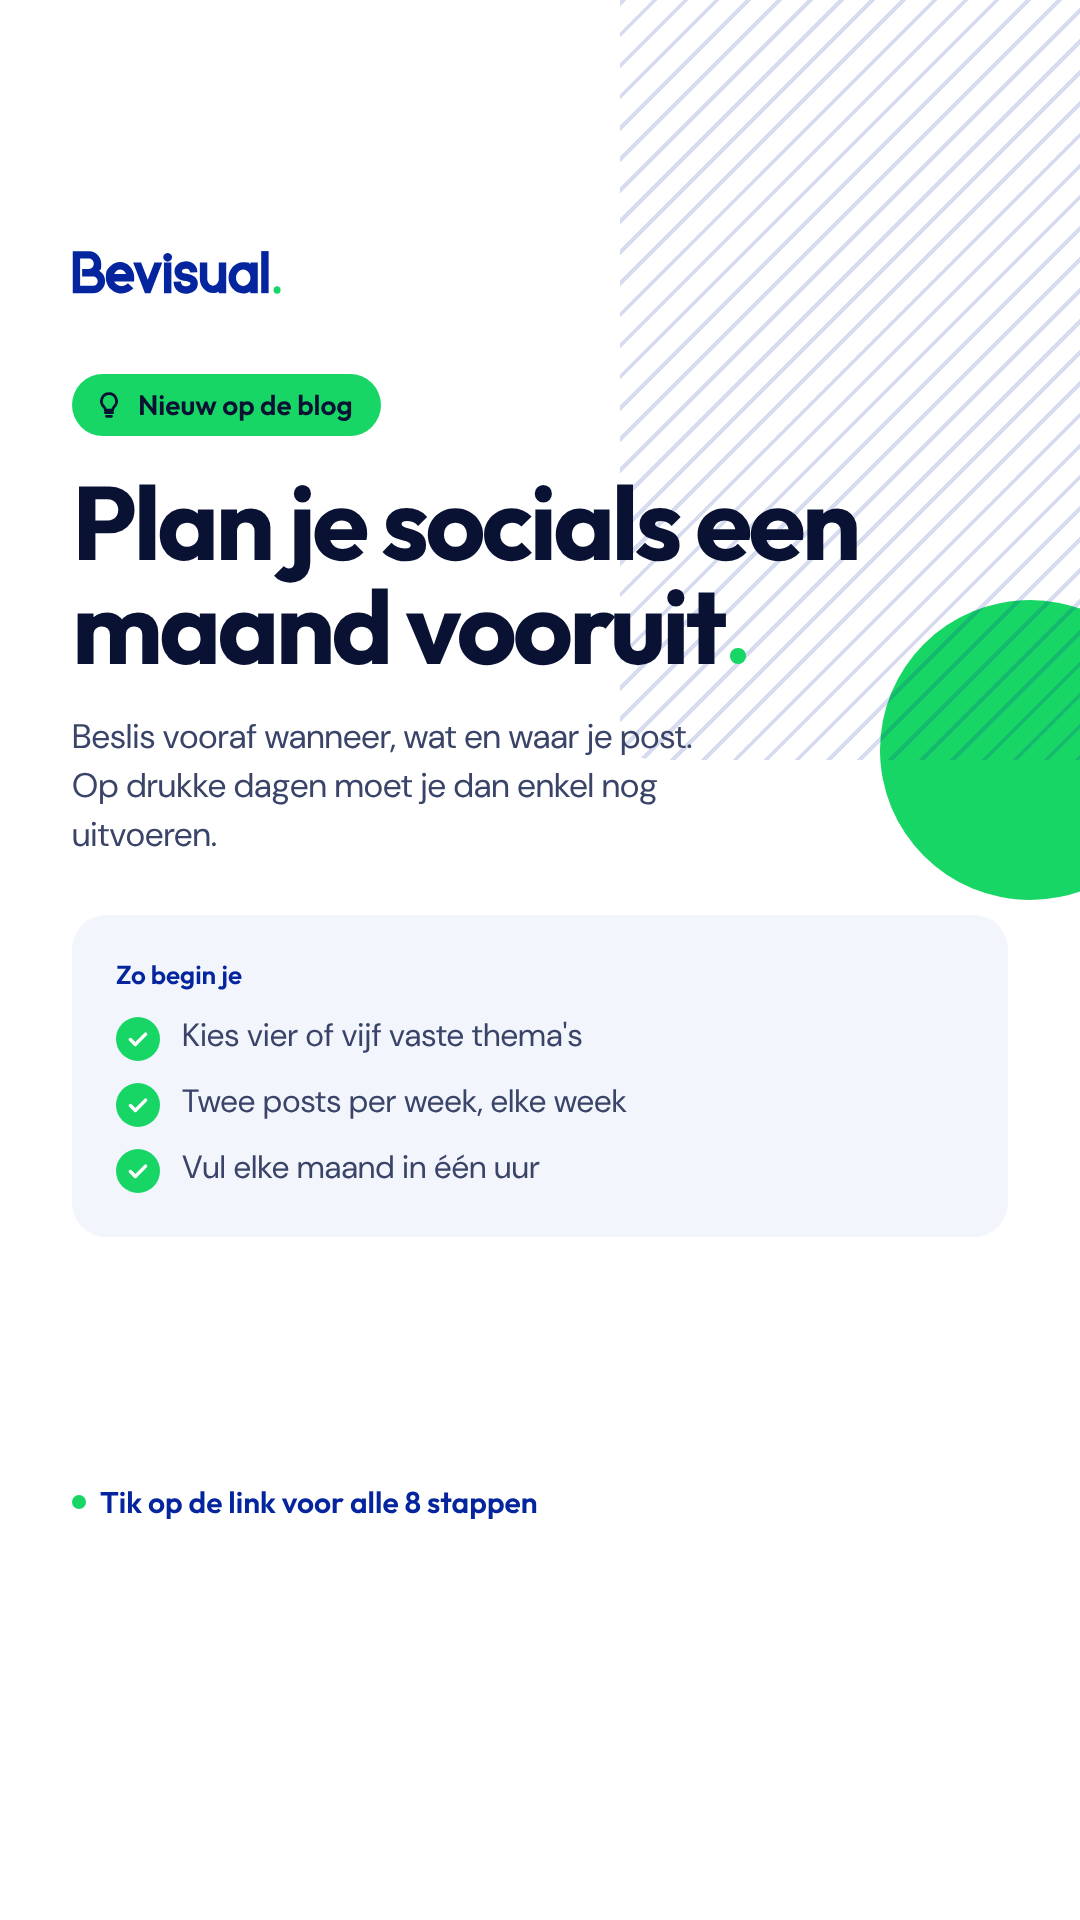 Bevisual.
Nieuw op de blog
Plan je socials een
maand vooruit.
Beslis vooraf wanneer, wat en waar je post.
Op drukke dagen moet je dan enkel nog
uitvoeren.
Zo begin je
Kies vier of vijf vaste thema's
Twee posts per week, elke week
Vul elke maand in één uur
Tik op de link voor alle 8 stappen